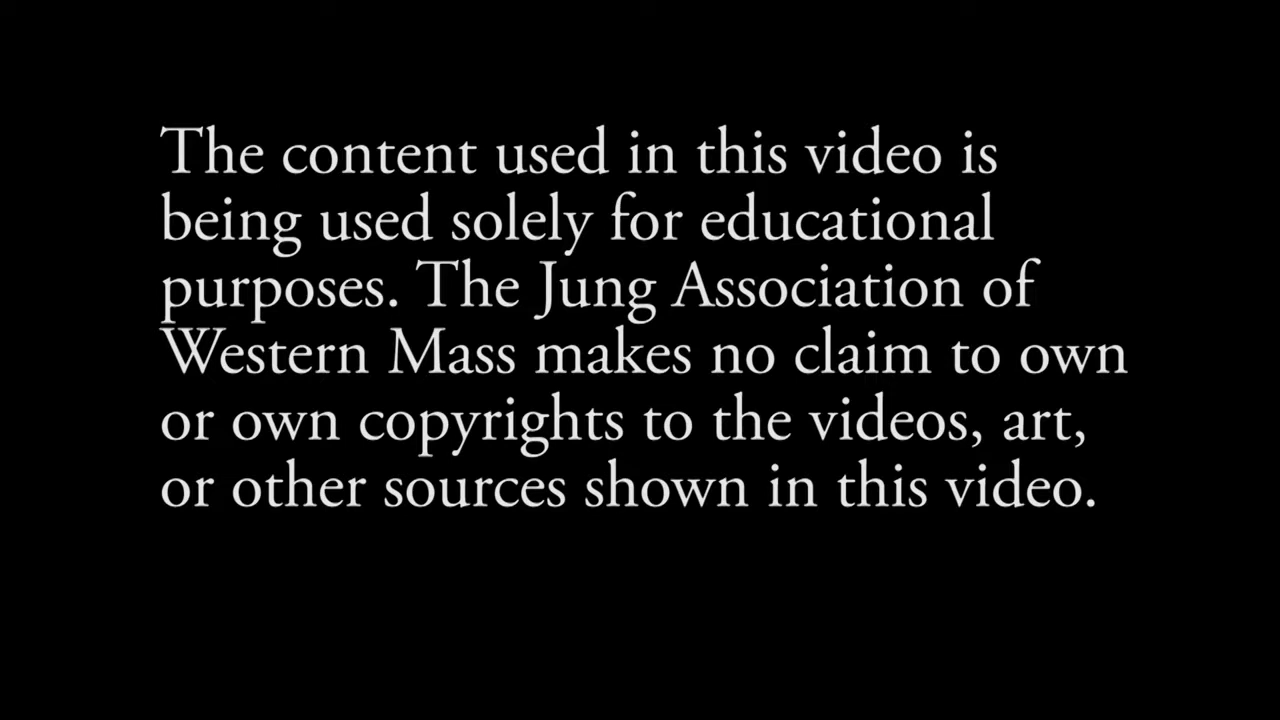 The content used in this video is
being used solely for educational
purposes. The Jung Association of
Western Mass makes no claim to own
or own copyrights to the videos, art,
or other sources shown in this video.